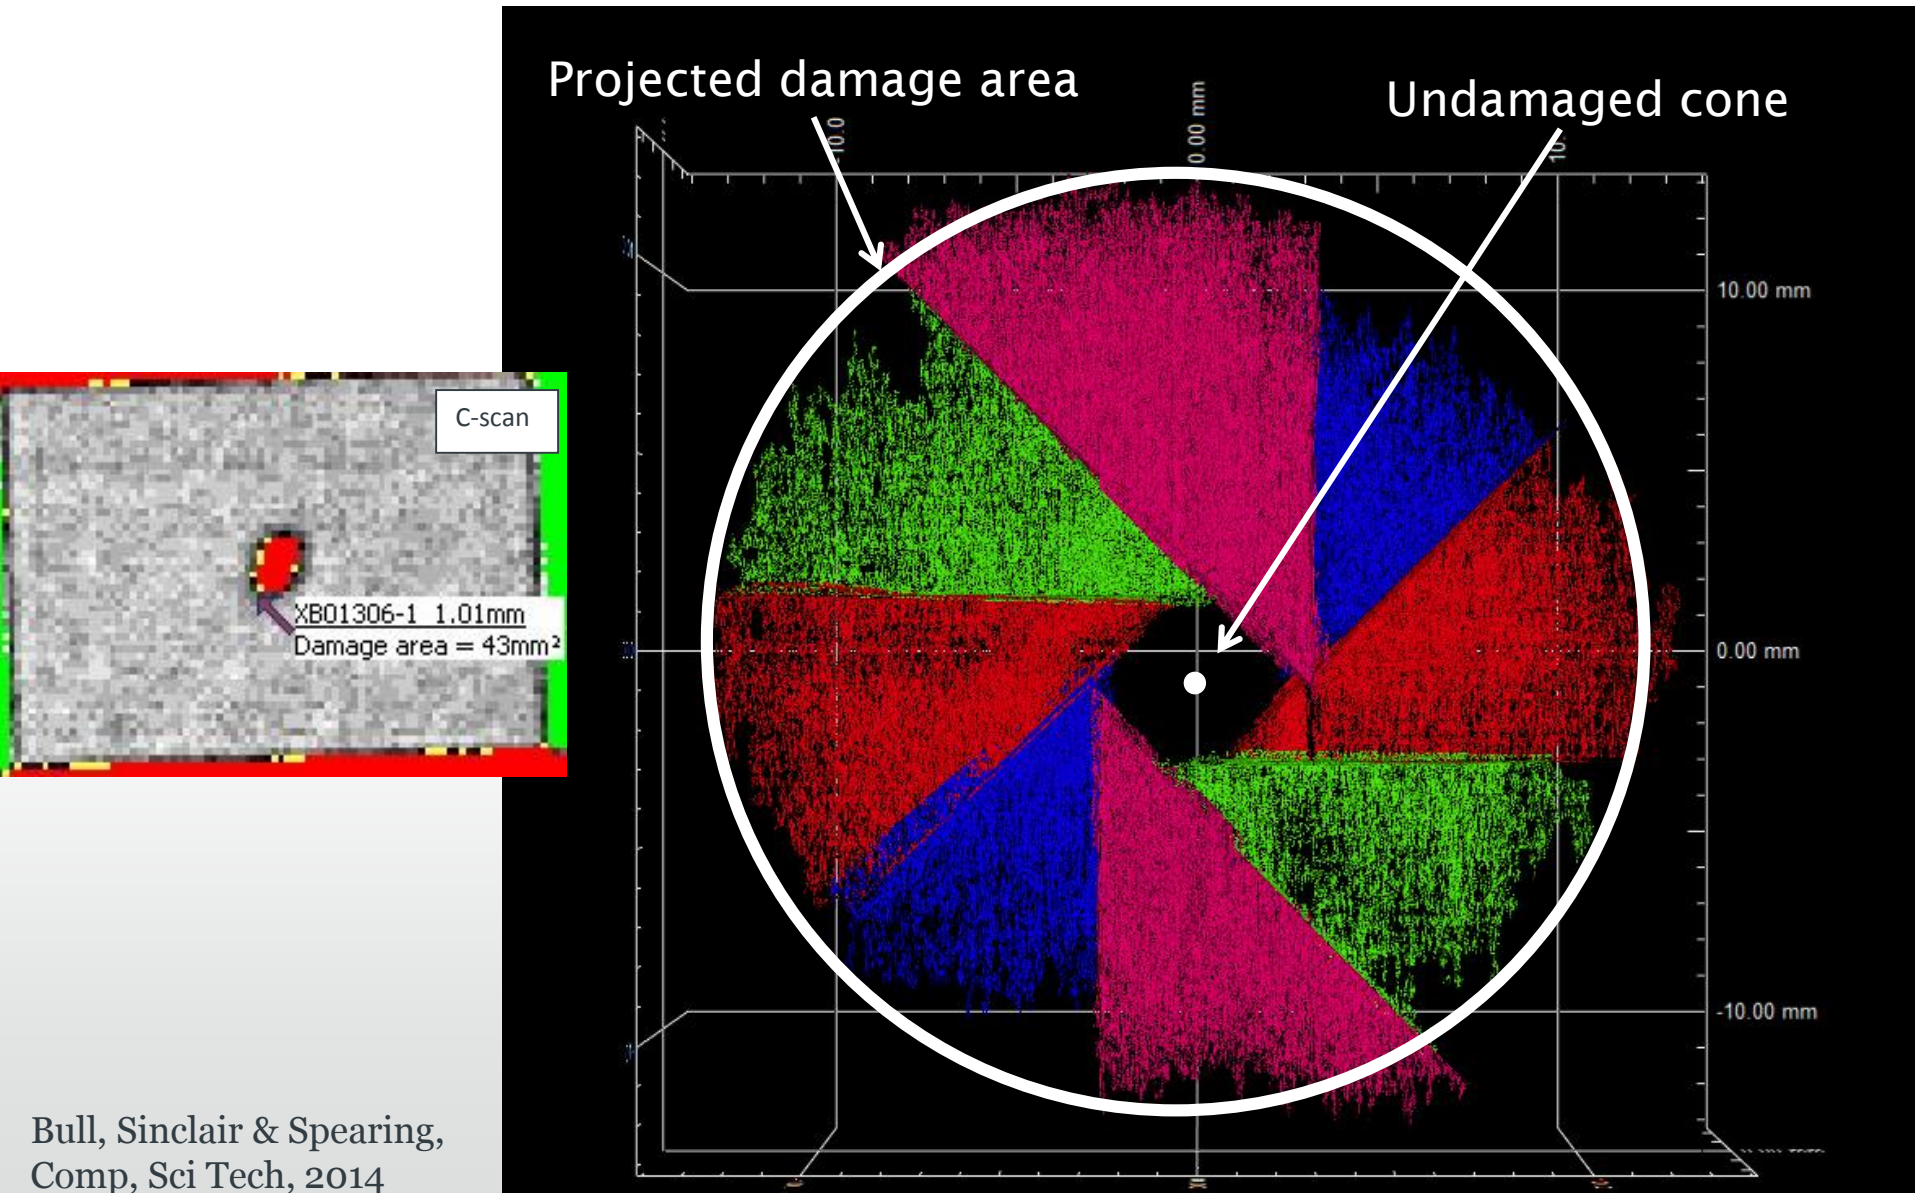 Projected damage area
Undamaged cone
0.00 mm
10.00 mm
C-scan
XB01306-1 1.01mm
Damage area = 43mm²
0.00 mm
-10.00 mm
Bull, Sinclair & Spearing,
Comp, Sci Tech, 2014